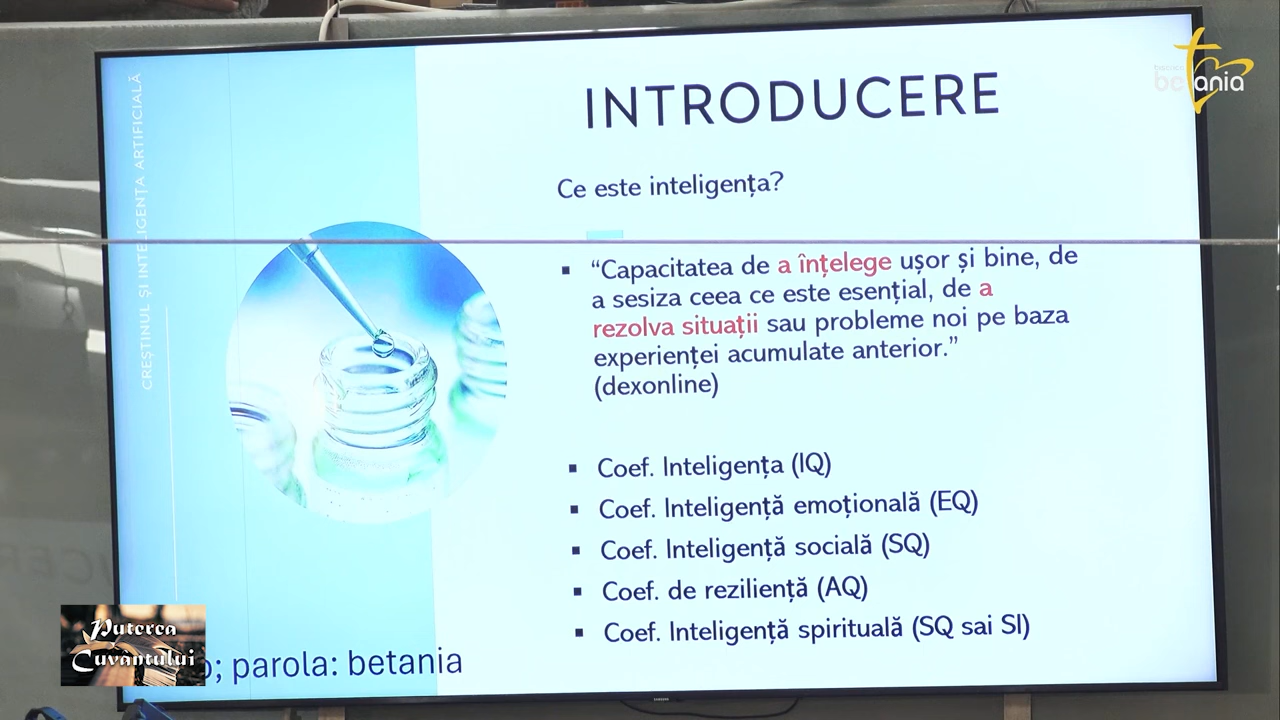 INTRODUCERE
Ce este inteligența?
▪ “Capacitatea de a înțelege ușor și bine, de
a sesiza ceea ce este esențial, de a
rezolva situații sau probleme noi pe baza
experienței acumulate anterior.”
(dexonline)
▪ Coef. Inteligența (IQ)
▪ Coef. Inteligență emoțională (EQ)
▪ Coef. Inteligență socială (SQ)
▪ Coef. de reziliență (AQ)
▪ Coef. Inteligență spirituală (SQ sai SI)
CREȘTINUL ȘI INTELIGENȚA ARTIFICIALĂ
; parola: betania
Puterea
Cuvântului
betania
SAMSUNG